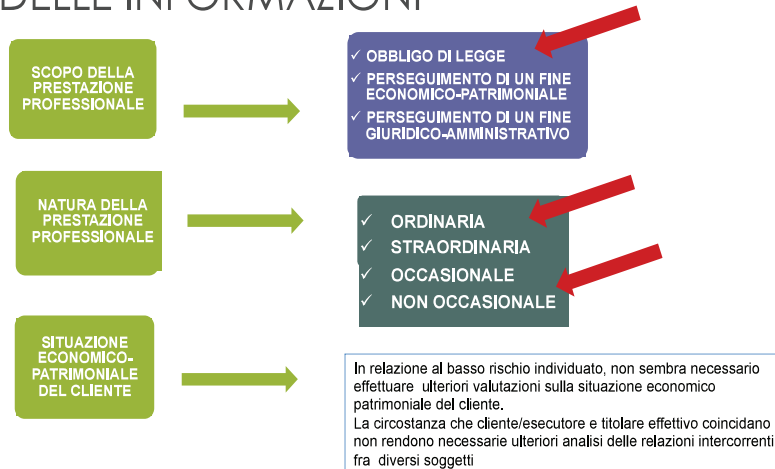 DELLE INFORMAZIONI
SCOPO DELLA
PRESTAZIONE
PROFESSIONALE
✓ OBBLIGO DI LEGGE
✓ PERSEGUIMENTO DI UN FINE
ECONOMICO-PATRIMONIALE
✓ PERSEGUIMENTO DI UN FINE
GIURIDICO-AMMINISTRATIVO
NATURA DELLA
PRESTAZIONE
PROFESSIONALE
✓ ORDINARIA
✓ STRAORDINARIA
✓ OCCASIONALE
✓ NON OCCASIONALE
SITUAZIONE
ECONOMICO-
PATRIMONIALE
DEL CLIENTE
In relazione al basso rischio individuato, non sembra necessario
effettuare ulteriori valutazioni sulla situazione economico
patrimoniale del cliente.
La circostanza che cliente/esecutore e titolare effettivo coincidano
non rendono necessarie ulteriori analisi delle relazioni intercorrenti
fra diversi soggetti